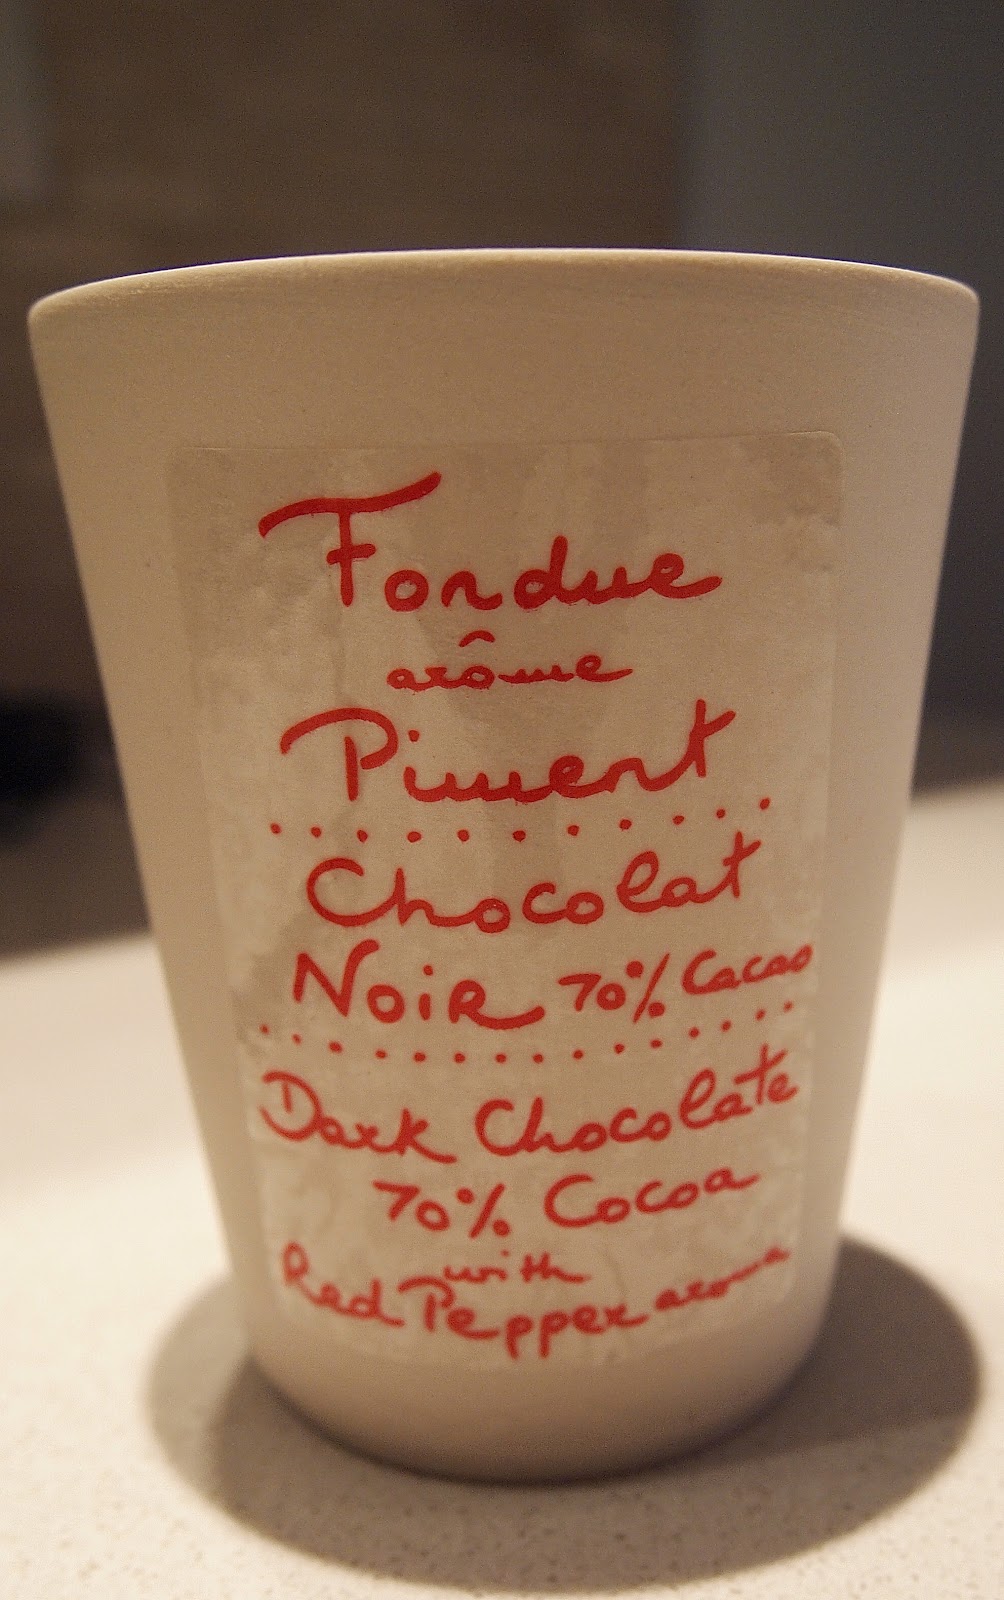 Fondue
arôme
Piment
Chocolat
Noir 70% Cacao
Dark Chocolate
70% Cocoa
with
Red Pepper aroma